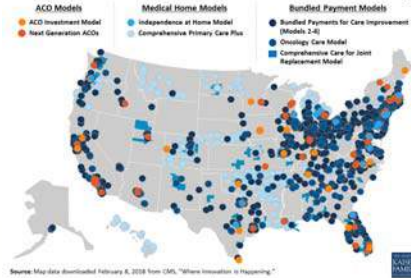 ACO Models
ACO Investment Model
Next Generation ACOs
Medical Home Models
Independence at Home Model
Comprehensive Primary Care Plus
Bundled Payment Models
Bundled Payments for Care Improvement
(Models 2-4)
Oncology Care Model
Comprehensive Care for Joint
Replacement Model
Source: Map data downloaded February 8, 2018 from CMS, "Where Innovation is Happening."
KAISER
FAMILY